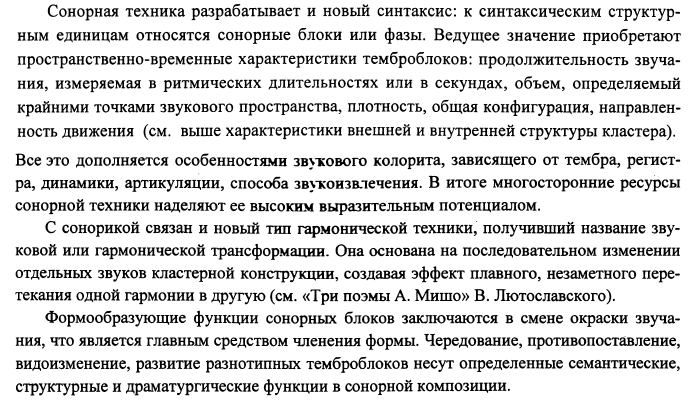 Сонорная техника разрабатывает и новый синтаксис: к синтаксическим структур-
ным единицам относятся сонорные блоки или фазы. Ведущее значение приобретают
пространственно-временные характеристики темброблоков: продолжительность звуча-
ния, измеряемая в ритмических длительностях или в секундах, объем, определяемый
крайними точками звукового пространства, плотность, общая конфигурация, направлен-
ность движения (см. выше характеристики внешней и внутренней структуры кластера).
Все это дополняется особенностями звукового колорита, зависящего от тембра, регист-
ра, динамики, артикуляции, способа звукоизвлечения. В итоге многосторонние ресурсы
сонорной техники наделяют ее высоким выразительным потенциалом.
С сонорикой связан и новый тип гармонической техники, получивший название зву-
ковой или гармонической трансформации. Она основана на последовательном изменении
отдельных звуков кластерной конструкции, создавая эффект плавного, незаметного пере-
текания одной гармонии в другую (см. «Три поэмы А. Мишо» В. Лютославского).
Формообразующие функции сонорных блоков заключаются в смене окраски звуча-
ния, что является главным средством членения формы. Чередование, противопоставление,
видоизменение, развитие разнотипных темброблоков несут определенные семантические,
структурные и драматургические функции в сонорной композиции.